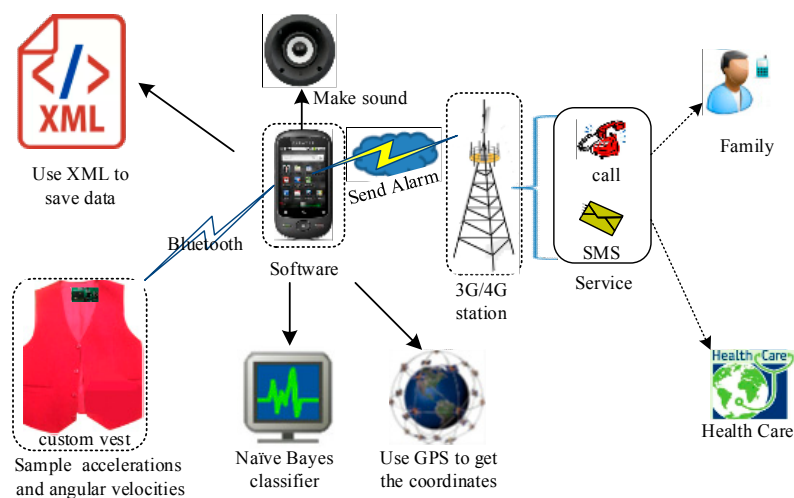 </>
XML
Use XML to
save data
Make sound
Send Alarm
Bluetooth
Software
3G/4G
station
call
SMS
Service
Family
Health Care
Health Care
custom vest
Sample accelerations
and angular velocities
Naïve Bayes
classifier
Use GPS to get
the coordinates